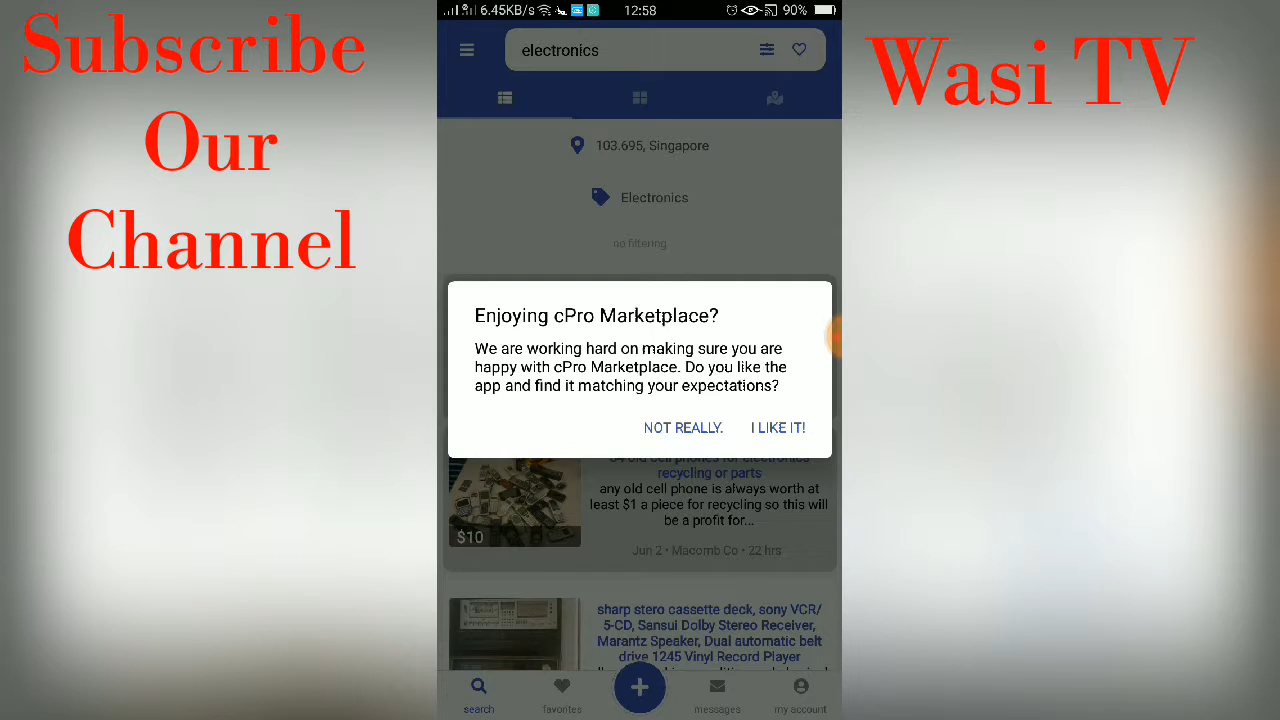 Subscribe
Our
Channel
Wasi TV
6.45KB/s
12:58
90%
electronics
103.695, Singapore
Electronics
no filtering
Enjoying cPro Marketplace?
We are working hard on making sure you are
happy with cPro Marketplace. Do you like the
app and find it matching your expectations?
NOT REALLY.
I LIKE IT!
recycling or parts
any old cell phone is always worth at
least $1 a piece for recycling so this will
be a profit for...
$10
Jun 2 • Macomb Co • 22 hrs
sharp stero cassette deck, sony VCR/
5-CD, Sansui Dolby Stereo Receiver,
Marantz Speaker, Dual automatic belt
drive 1245 Vinyl Record Player
search
favorites
messages
my account